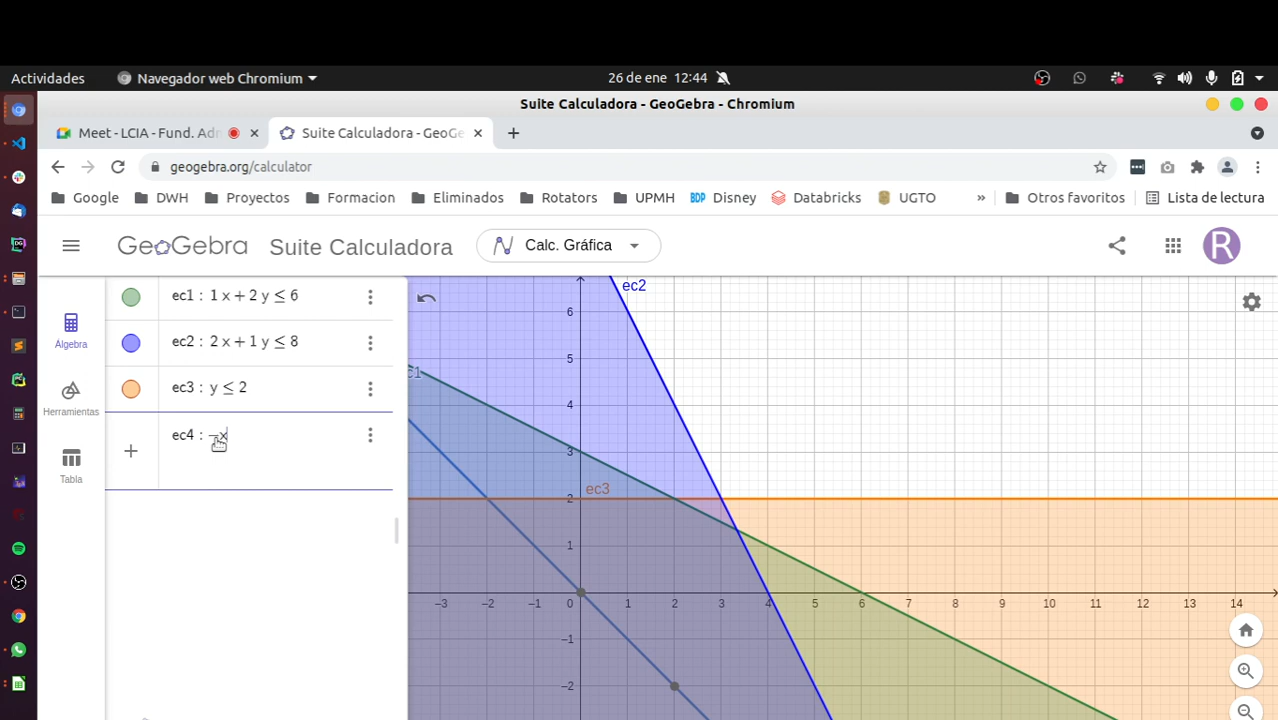 Actividades
Navegador web Chromium
26 de ene 12:44
Suite Calculadora - GeoGebra - Chromium
Meet - LCIA - Fund. Adn
Suite Calculadora - GeoGe
geogebra.org/calculator
Google DWH Proyectos Formacion Eliminados Rotators UPMH BDP Disney Databricks UGTO » Otros favoritos Lista de lectura
GeoGebra Suite Calculadora Calc. Gráfica R
Álgebra
Herramientas
Tabla
ec1 : 1 x + 2 y ≤ 6
ec2 : 2 x + 1 y ≤ 8
ec3 : y ≤ 2
ec4 : −x
ec2
c1
ec3
6
5
4
3
2
1
−3 −2 −1 0 1 2 3 4 5 6 7 8 9 10 11 12 13 14
−1
−2